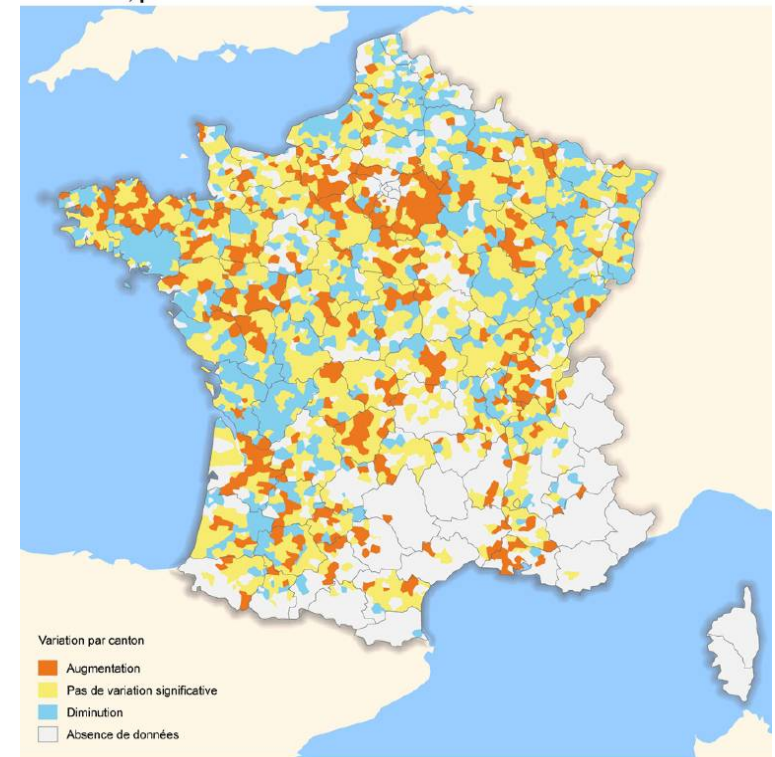 Variation par canton
Augmentation
Pas de variation significative
Diminution
Absence de données